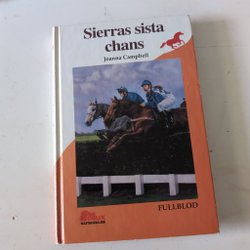 Sierras sista
chans
Joanna Campbell
FULLBLOD